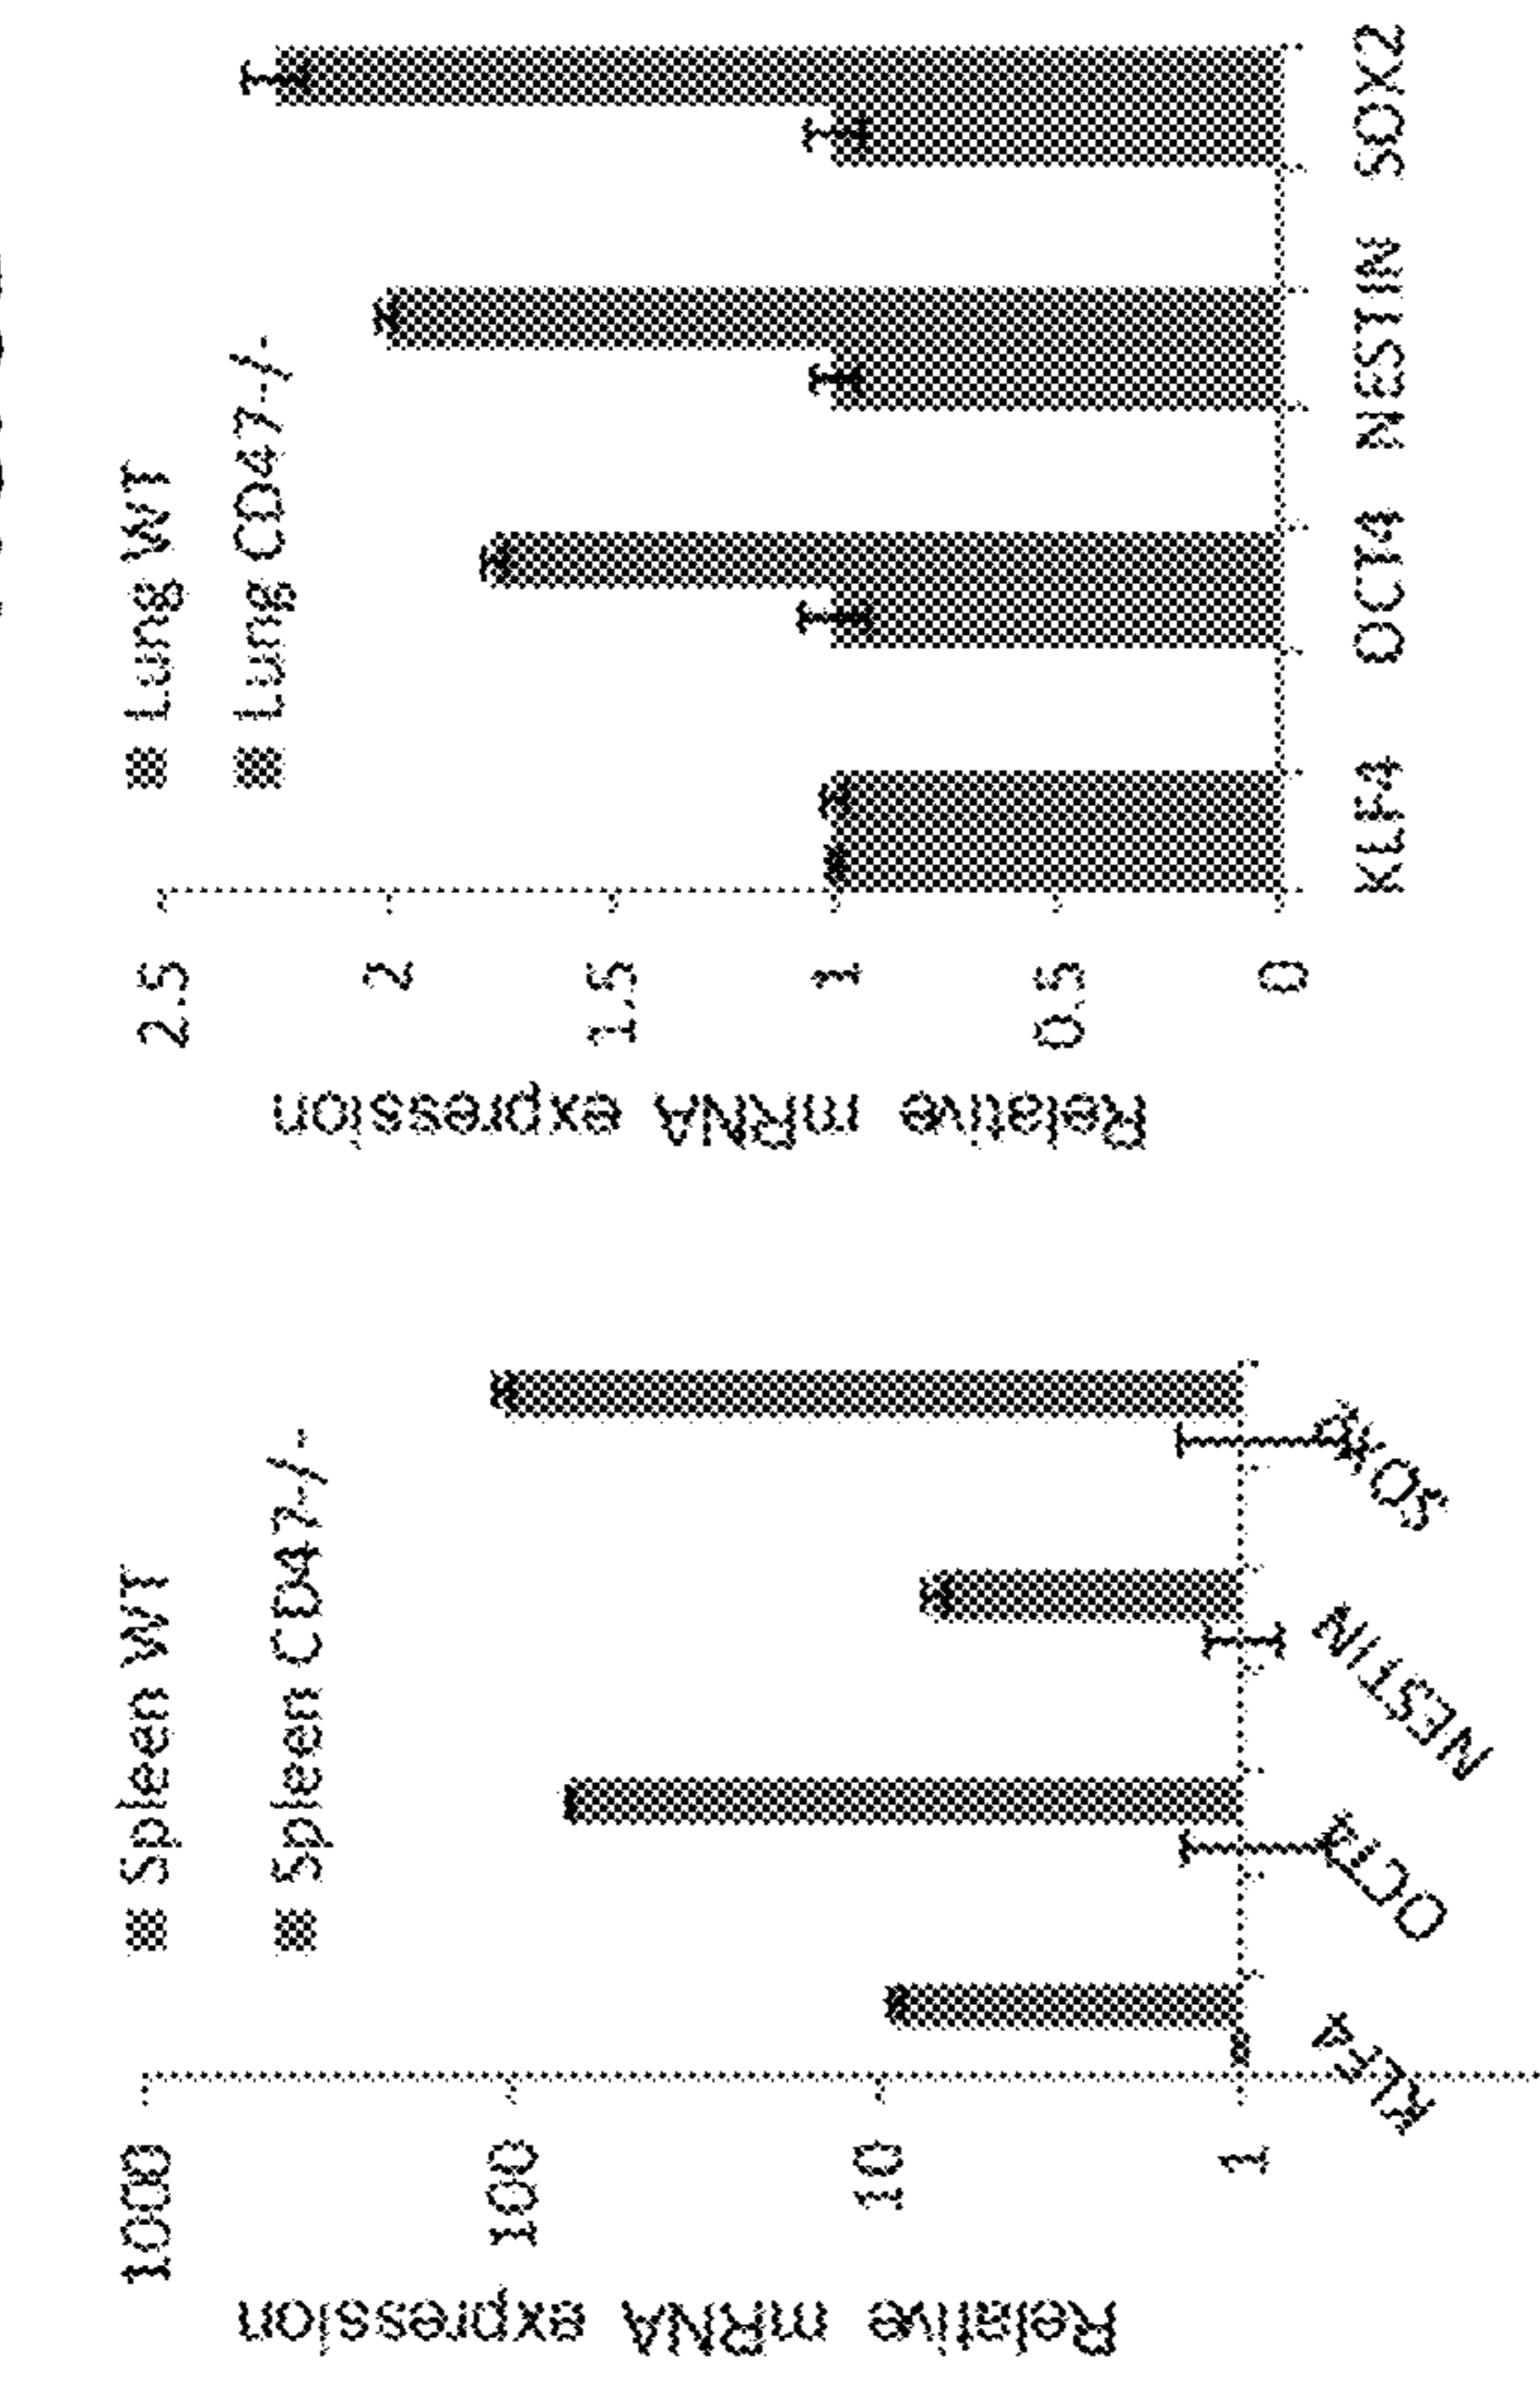 Relative mRNA expression
1000
100
10
1
Spleen WT
Spleen CD47-/-
KLF4
OCT4
NESTIN
SOX2
Relative mRNA expression
2.5
2
1.5
1
0.5
0
Lung WT
Lung CD47-/-
KLF4
OCT4
NESTIN
SOX2